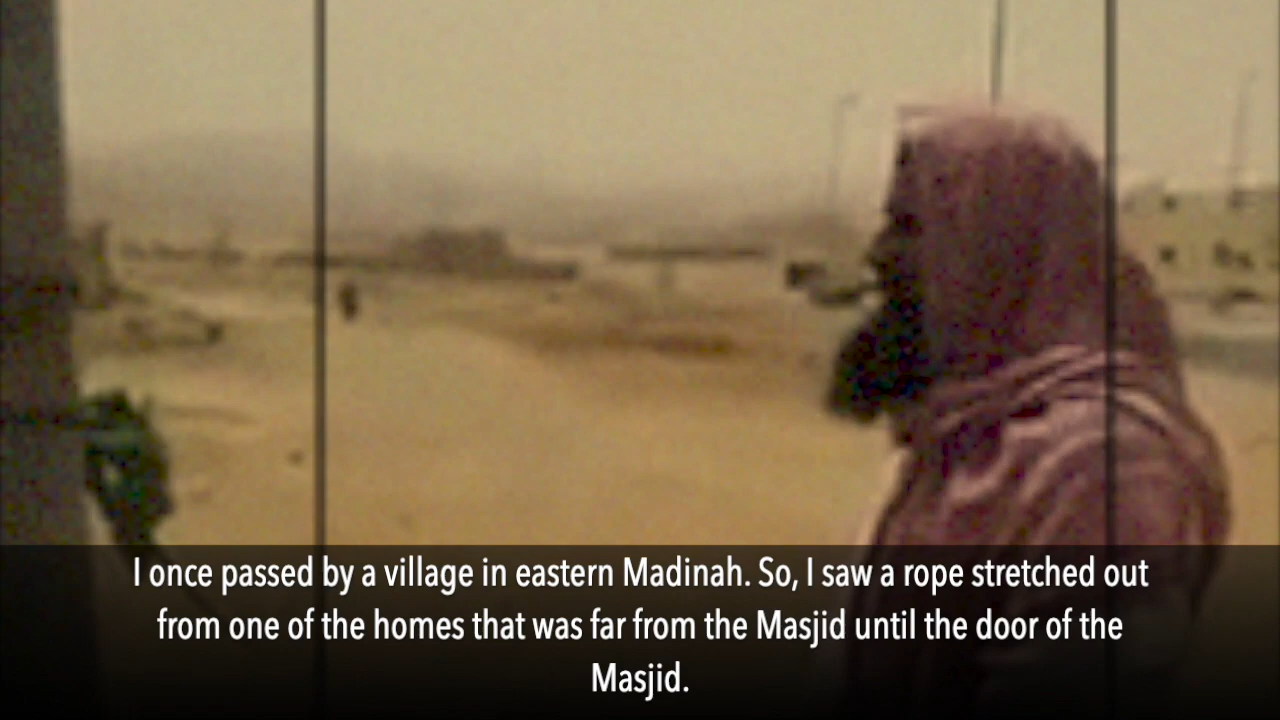 I once passed by a village in eastern Madinah. So, I saw a rope stretched out
from one of the homes that was far from the Masjid until the door of the
Masjid.